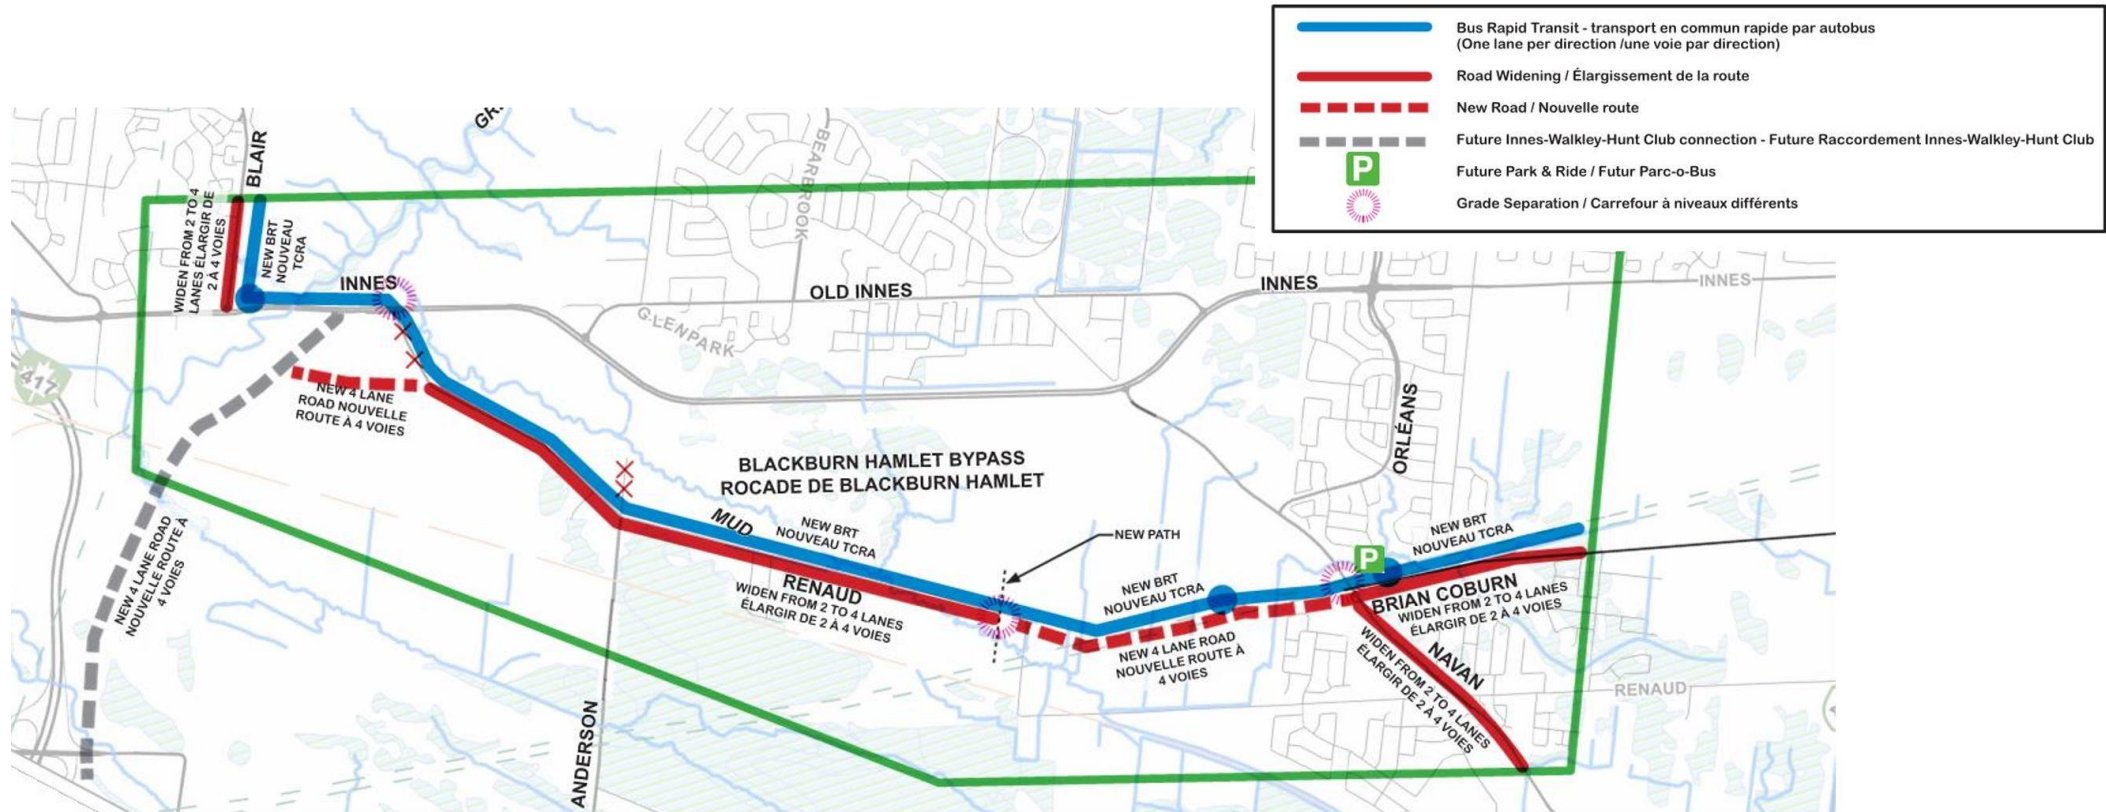 Bus Rapid Transit - transport en commun rapide par autobus
(One lane per direction /une voie par direction)
Road Widening / Élargissement de la route
New Road / Nouvelle route
Future Innes-Walkley-Hunt Club connection - Future Raccordement Innes-Walkley-Hunt Club
P
Future Park & Ride / Futur Parc-o-Bus
Grade Separation / Carrefour à niveaux différents
BLAIR
BEARBROOK
WIDEN FROM 2 TO 4
LANES ÉLARGIR DE
2 À 4 VOIES
NEW BRT
NOUVEAU
TCRA
INNES
OLD INNES
INNES
INNES
GLENPARK
417
NEW 4 LANE
ROAD NOUVELLE
ROUTE À 4 VOIES
ORLÉANS
BLACKBURN HAMLET BYPASS
ROCADE DE BLACKBURN HAMLET
NEW 4 LANE ROAD
NOUVELLE ROUTE À
4 VOIES
MUD
NEW BRT
NOUVEAU TCRA
NEW PATH
RENAUD
WIDEN FROM 2 TO 4 LANES
ÉLARGIR DE 2 À 4 VOIES
NEW BRT
NOUVEAU TCRA
P
NEW BRT
NOUVEAU TCRA
BRIAN COBURN
WIDEN FROM 2 TO 4 LANES
ÉLARGIR DE 2 À 4 VOIES
NEW 4 LANE ROAD
NOUVELLE ROUTE À
4 VOIES
NAVAN
WIDEN FROM 2 TO 4 LANES
ÉLARGIR DE 2 À 4 VOIES
RENAUD
ANDERSON